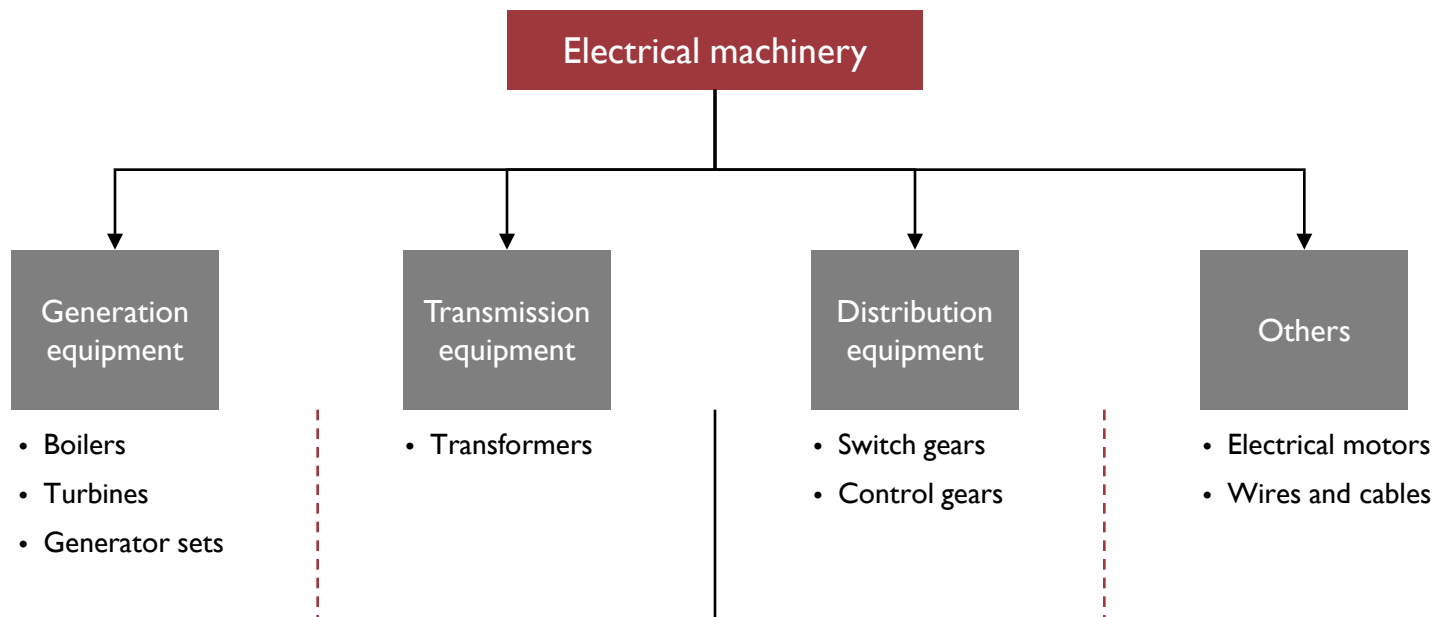 Electrical machinery
Generation
equipment
Transmission
equipment
Distribution
equipment
Others
• Boilers
• Turbines
• Generator sets
• Transformers
• Switch gears
• Control gears
• Electrical motors
• Wires and cables